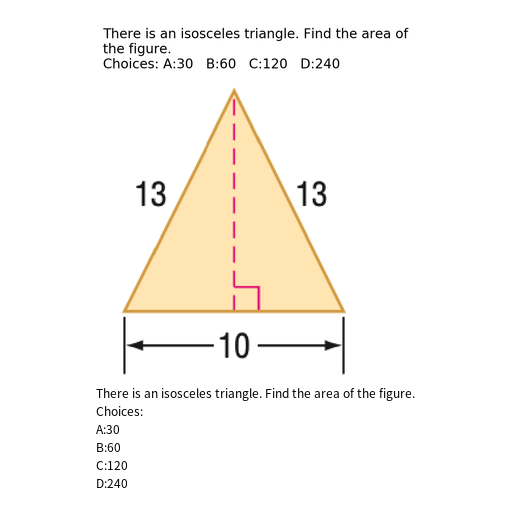 There is an isosceles triangle. Find the area of
the figure.
Choices: A:30   B:60   C:120   D:240
13
13
10
There is an isosceles triangle. Find the area of the figure.
Choices:
A:30
B:60
C:120
D:240